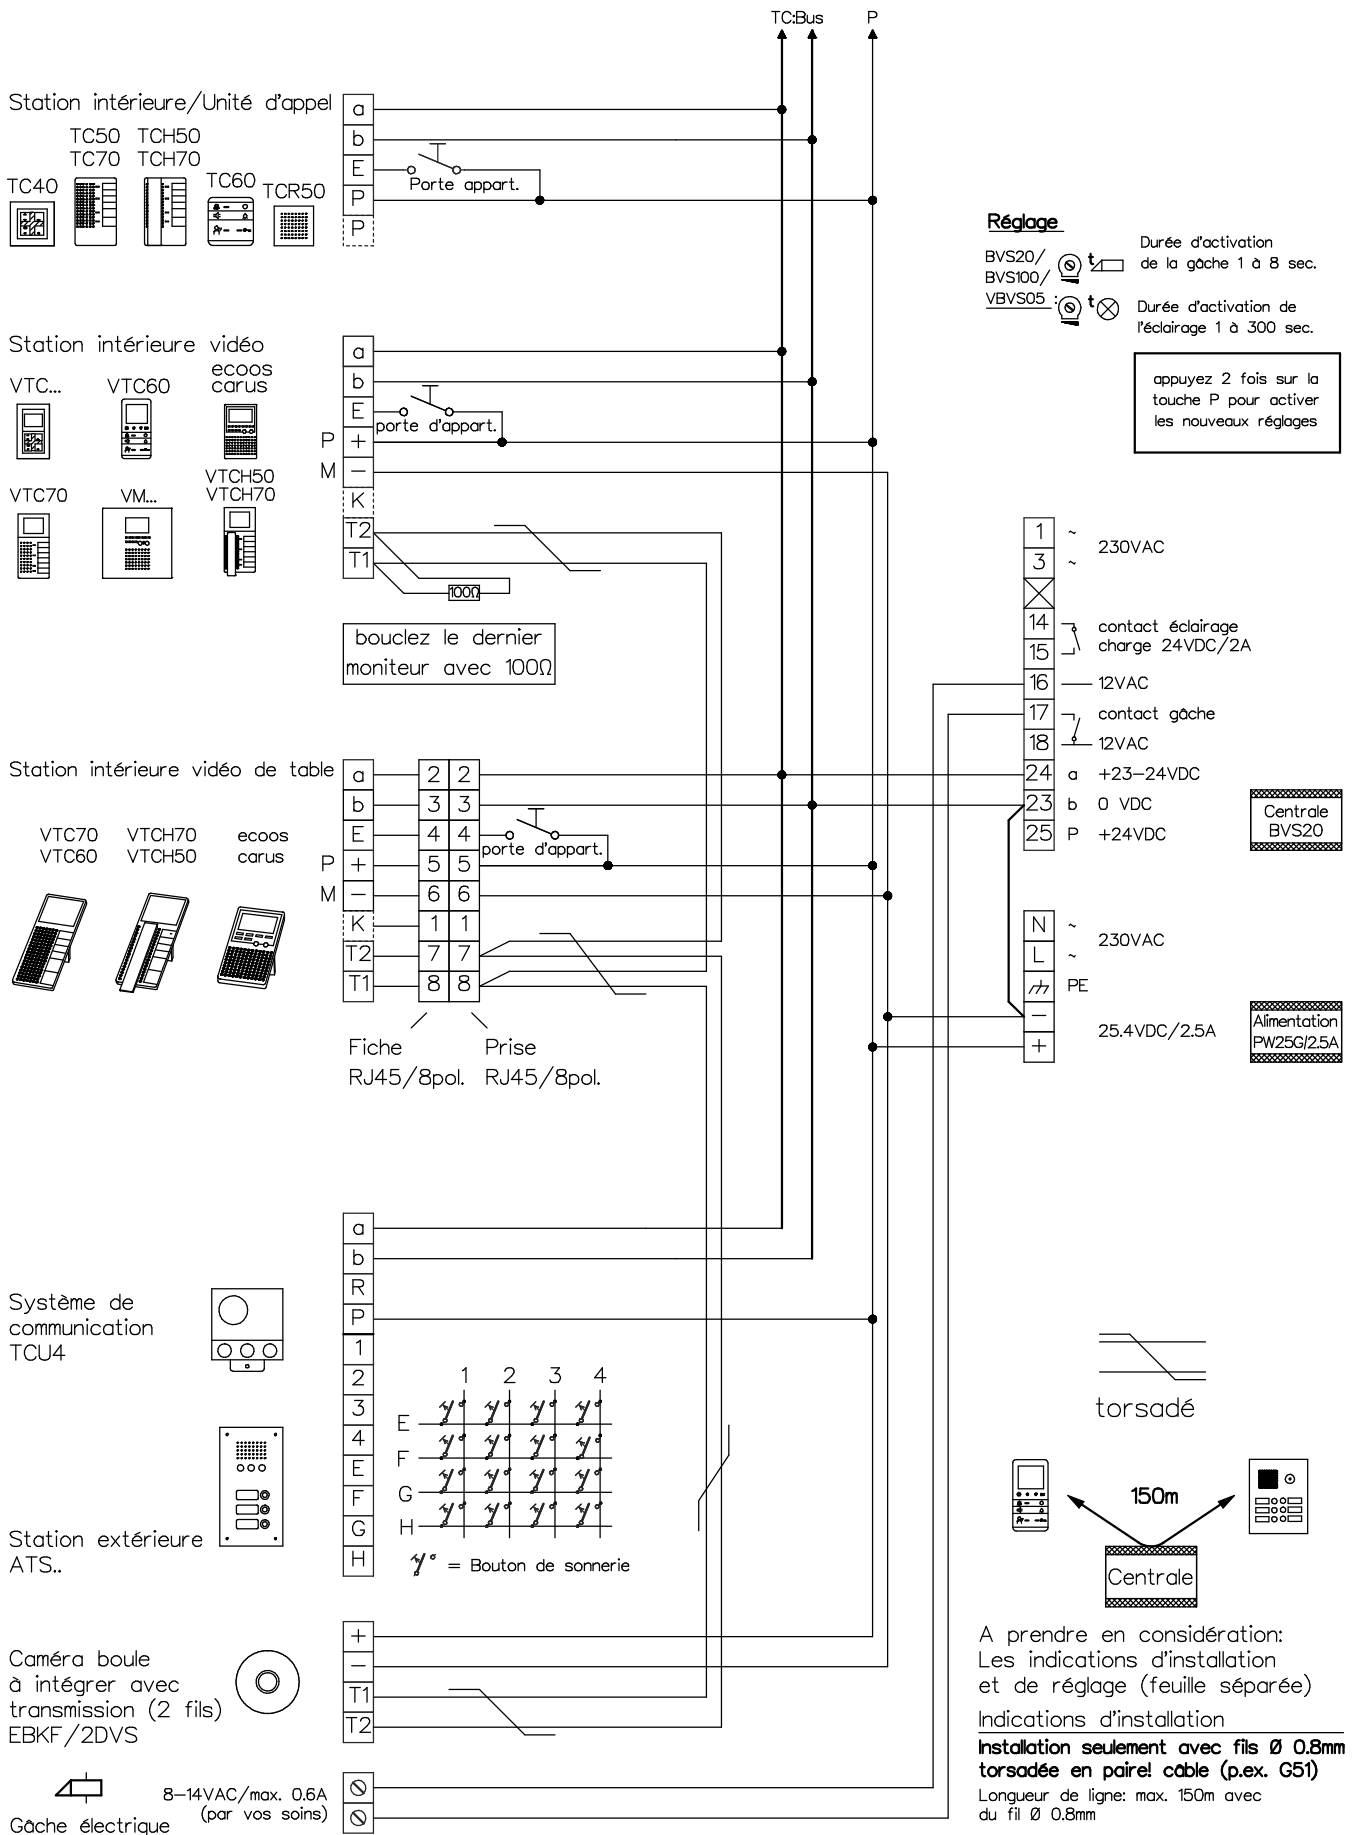 TC:Bus
P
Station intérieure/Unité d'appel
TC50 TCH50
TC70 TCH70
TC40
TC60
TCR50
a
b
E
P
P
Porte appart.
Réglage
BVS20/
BVS100/
VBVS05 :
t
Durée d'activation
de la gâche 1 à 8 sec.
t
Durée d'activation de
l'éclairage 1 à 300 sec.
appuyez 2 fois sur la
touche P pour activer
les nouveaux réglages
Station intérieure vidéo
VTC...
VTC60
ecoos
carus
VTC70
VM...
VTCH50
VTCH70
a
b
E
P +
M −
K
T2
T1
porte d'appart.
100Ω
bouclez le dernier
moniteur avec 100Ω
1 ~
3 ~
230VAC
14
15
contact éclairage
charge 24VDC/2A
16 12VAC
17 contact gâche
18 12VAC
24 a +23−24VDC
23 b 0 VDC
25 P +24VDC
Centrale
BVS20
N ~
L ~
230VAC
PE
−
+
25.4VDC/2.5A
Alimentation
PW25G/2.5A
Station intérieure vidéo de table
VTC70 VTCH70 ecoos
VTC60 VTCH50 carus
a 2 2
b 3 3
E 4 4
P + 5 5
M − 6 6
K 1 1
T2 7 7
T1 8 8
porte d'appart.
Fiche
RJ45/8pol.
Prise
RJ45/8pol.
Système de
communication
TCU4
Station extérieure
ATS..
a
b
R
P
1
2
3
4
E
F
G
H
1 2 3 4
E
F
G
H
= Bouton de sonnerie
torsadé
150m
Centrale
A prendre en considération:
Les indications d'installation
et de réglage (feuille séparée)
Indications d'installation
Installation seulement avec fils Ø 0.8mm
torsadée en paire! câble (p.ex. G51)
Longueur de ligne: max. 150m avec
du fil Ø 0.8mm
Caméra boule
à intégrer avec
transmission (2 fils)
EBKF/2DVS
+
−
T1
T2
Gâche électrique
8−14VAC/max. 0.6A
(par vos soins)